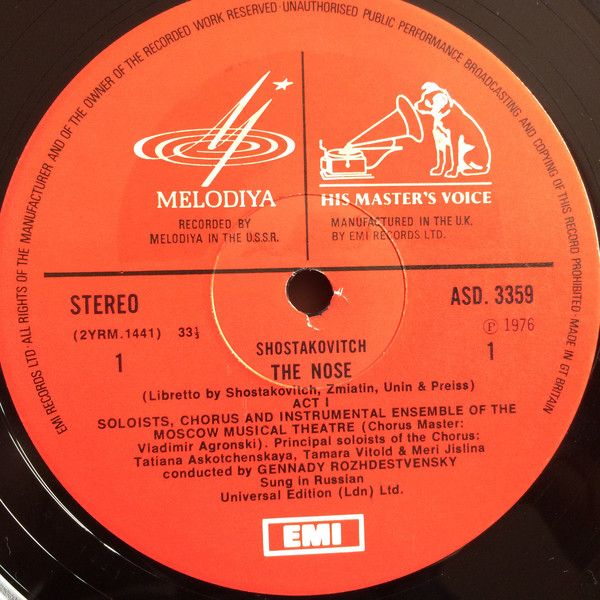 EMI RECORDS LTD·ALL RIGHTS OF THE MANUFACTURER AND OF THE OWNER OF THE RECORDED WORK RESERVED·UNAUTHORISED PUBLIC PERFORMANCE BROADCASTING AND COPYING OF THIS RECORD PROHIBITED·MADE IN GT BRITAIN
MELODIYA
RECORDED BY
MELODIYA IN THE U.S.S.R.
HIS MASTER'S VOICE
MANUFACTURED IN THE U.K.
BY EMI RECORDS LTD.
STEREO
ASD. 3359
(2YRM.1441) 33⅓
℗ 1976
1
1
SHOSTAKOVITCH
THE NOSE
(Libretto by Shostakovitch, Zmiatin, Unin & Preiss)
ACT I
SOLOISTS, CHORUS AND INSTRUMENTAL ENSEMBLE OF THE
MOSCOW MUSICAL THEATRE (Chorus Master:
Vladimir Agronski). Principal soloists of the Chorus:
Tatiana Askotchenskaya, Tamara Vitold & Meri Jislina
conducted by GENNADY ROZHDESTVENSKY
Sung in Russian
Universal Edition (Ldn) Ltd.
EMI